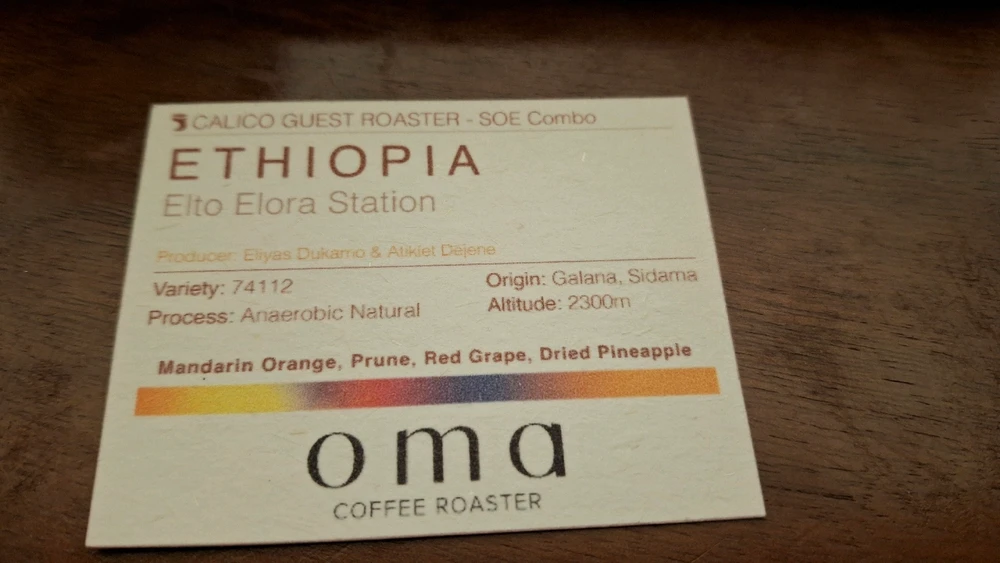 CALICO GUEST ROASTER - SOE Combo
ETHIOPIA
Elto Elora Station
Producer: Eliyas Dukamo & Atiklet Dejene
Variety: 74112
Origin: Galana, Sidama
Process: Anaerobic Natural
Altitude: 2300m
Mandarin Orange, Prune, Red Grape, Dried Pineapple
oma
COFFEE ROASTER